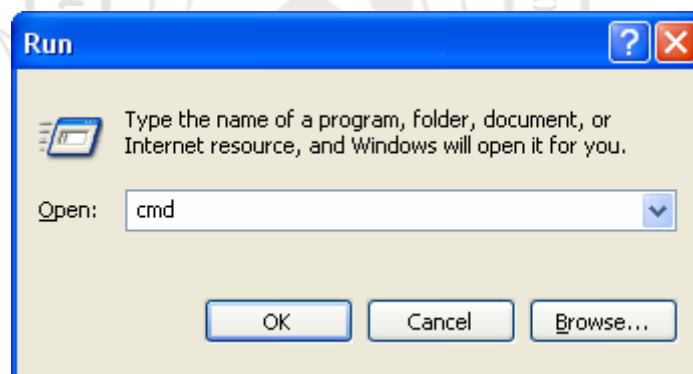 Run
Type the name of a program, folder, document, or
Internet resource, and Windows will open it for you.
Open: cmd
OK Cancel Browse...